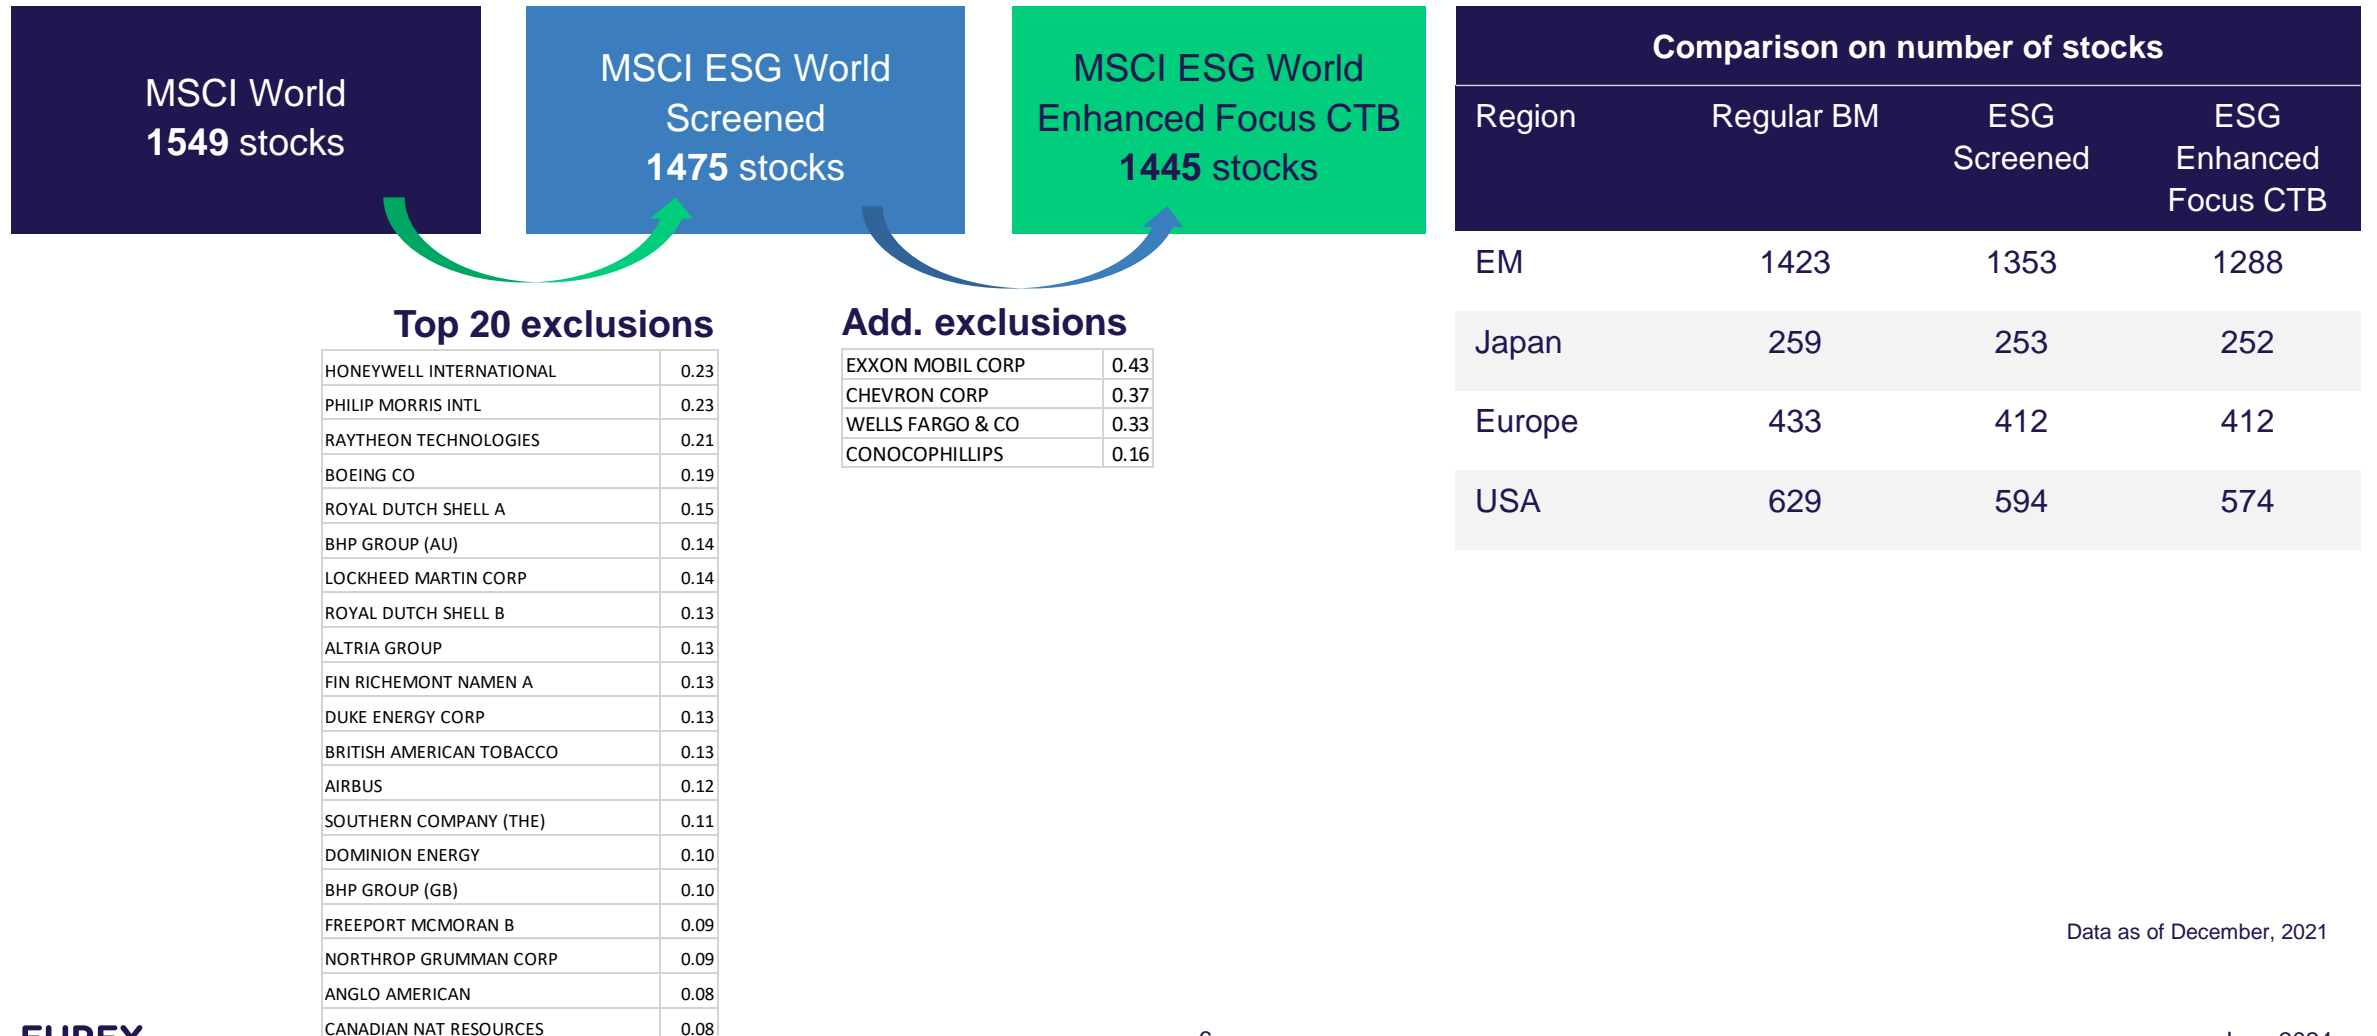 MSCI World
1549 stocks
MSCI ESG World
Screened
1475 stocks
MSCI ESG World
Enhanced Focus CTB
1445 stocks
Top 20 exclusions
HONEYWELL INTERNATIONAL 0.23
PHILIP MORRIS INTL 0.23
RAYTHEON TECHNOLOGIES 0.21
BOEING CO 0.19
ROYAL DUTCH SHELL A 0.15
BHP GROUP (AU) 0.14
LOCKHEED MARTIN CORP 0.14
ROYAL DUTCH SHELL B 0.13
ALTRIA GROUP 0.13
FIN RICHEMONT NAMEN A 0.13
DUKE ENERGY CORP 0.13
BRITISH AMERICAN TOBACCO 0.13
AIRBUS 0.12
SOUTHERN COMPANY (THE) 0.11
DOMINION ENERGY 0.10
BHP GROUP (GB) 0.10
FREEPORT MCMORAN B 0.09
NORTHROP GRUMMAN CORP 0.09
ANGLO AMERICAN 0.08
CANADIAN NAT RESOURCES 0.08
Add. exclusions
EXXON MOBIL CORP 0.43
CHEVRON CORP 0.37
WELLS FARGO & CO 0.33
CONOCOPHILLIPS 0.16
Comparison on number of stocks
Region Regular BM ESG Screened ESG Enhanced Focus CTB
EM 1423 1353 1288
Japan 259 253 252
Europe 433 412 412
USA 629 594 574
Data as of December, 2021
EUREX